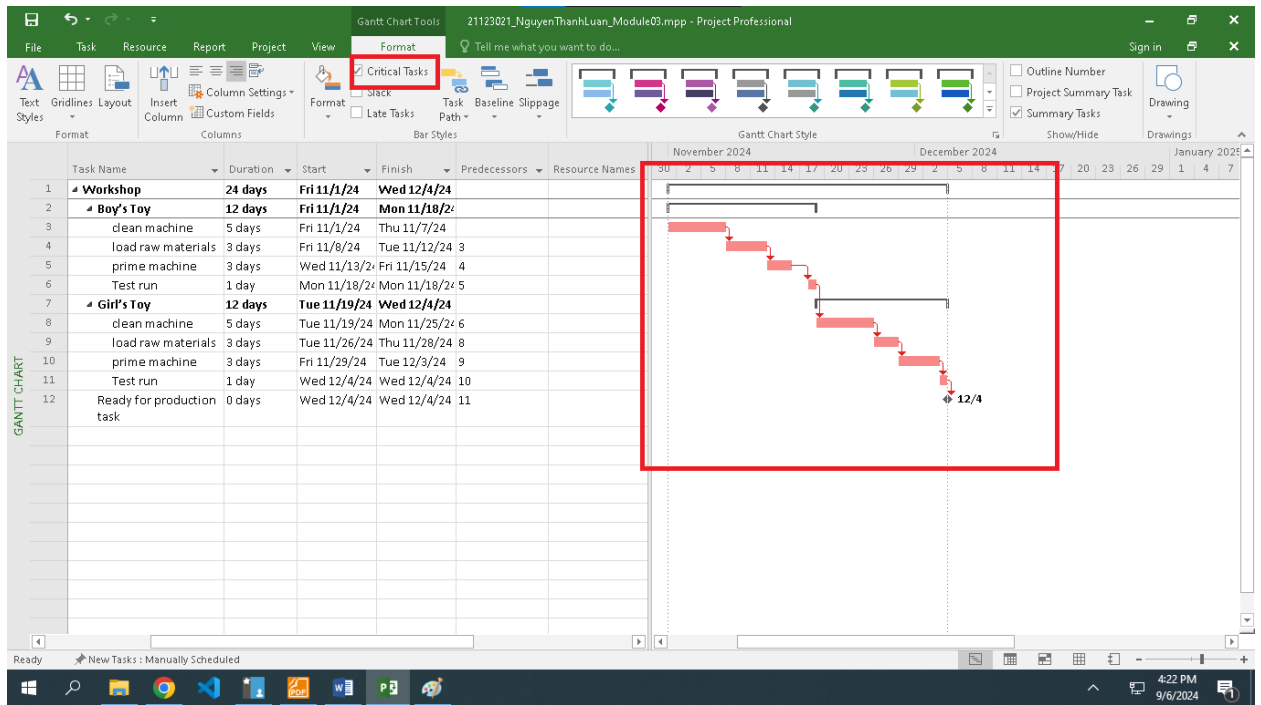 Gantt Chart Tools 21123021_NguyenThanhLuan_Module03.mpp - Project Professional
File Task Resource Report Project View Format Tell me what you want to do... Sign in
Text Styles Gridlines Layout
Format
Insert Column Column Settings Custom Fields
Columns
Format Critical Tasks Slack Late Tasks Task Path Baseline Slippage
Bar Styles
Gantt Chart Style
Outline Number
Project Summary Task
Summary Tasks
Show/Hide
Drawing
Drawings
November 2024 December 2024 January 2025
Task Name Duration Start Finish Predecessors Resource Names 30 2 5 8 11 14 17 20 23 26 29 2 5 8 11 14 17 20 23 26 29 1 4 7
1 Workshop 24 days Fri 11/1/24 Wed 12/4/24
2 Boy's Toy 12 days Fri 11/1/24 Mon 11/18/2
3 clean machine 5 days Fri 11/1/24 Thu 11/7/24
4 load raw materials 3 days Fri 11/8/24 Tue 11/12/24 3
5 prime machine 3 days Wed 11/13/2 Fri 11/15/24 4
6 Test run 1 day Mon 11/18/2 Mon 11/18/2 5
7 Girl's Toy 12 days Tue 11/19/24 Wed 12/4/24
8 clean machine 5 days Tue 11/19/24 Mon 11/25/2 6
9 load raw materials 3 days Tue 11/26/24 Thu 11/28/24 8
10 prime machine 3 days Fri 11/29/24 Tue 12/3/24 9
11 Test run 1 day Wed 12/4/24 Wed 12/4/24 10
12 Ready for production 0 days Wed 12/4/24 Wed 12/4/24 11 12/4
task
GANTT CHART
Ready New Tasks : Manually Scheduled
4:22 PM
9/6/2024